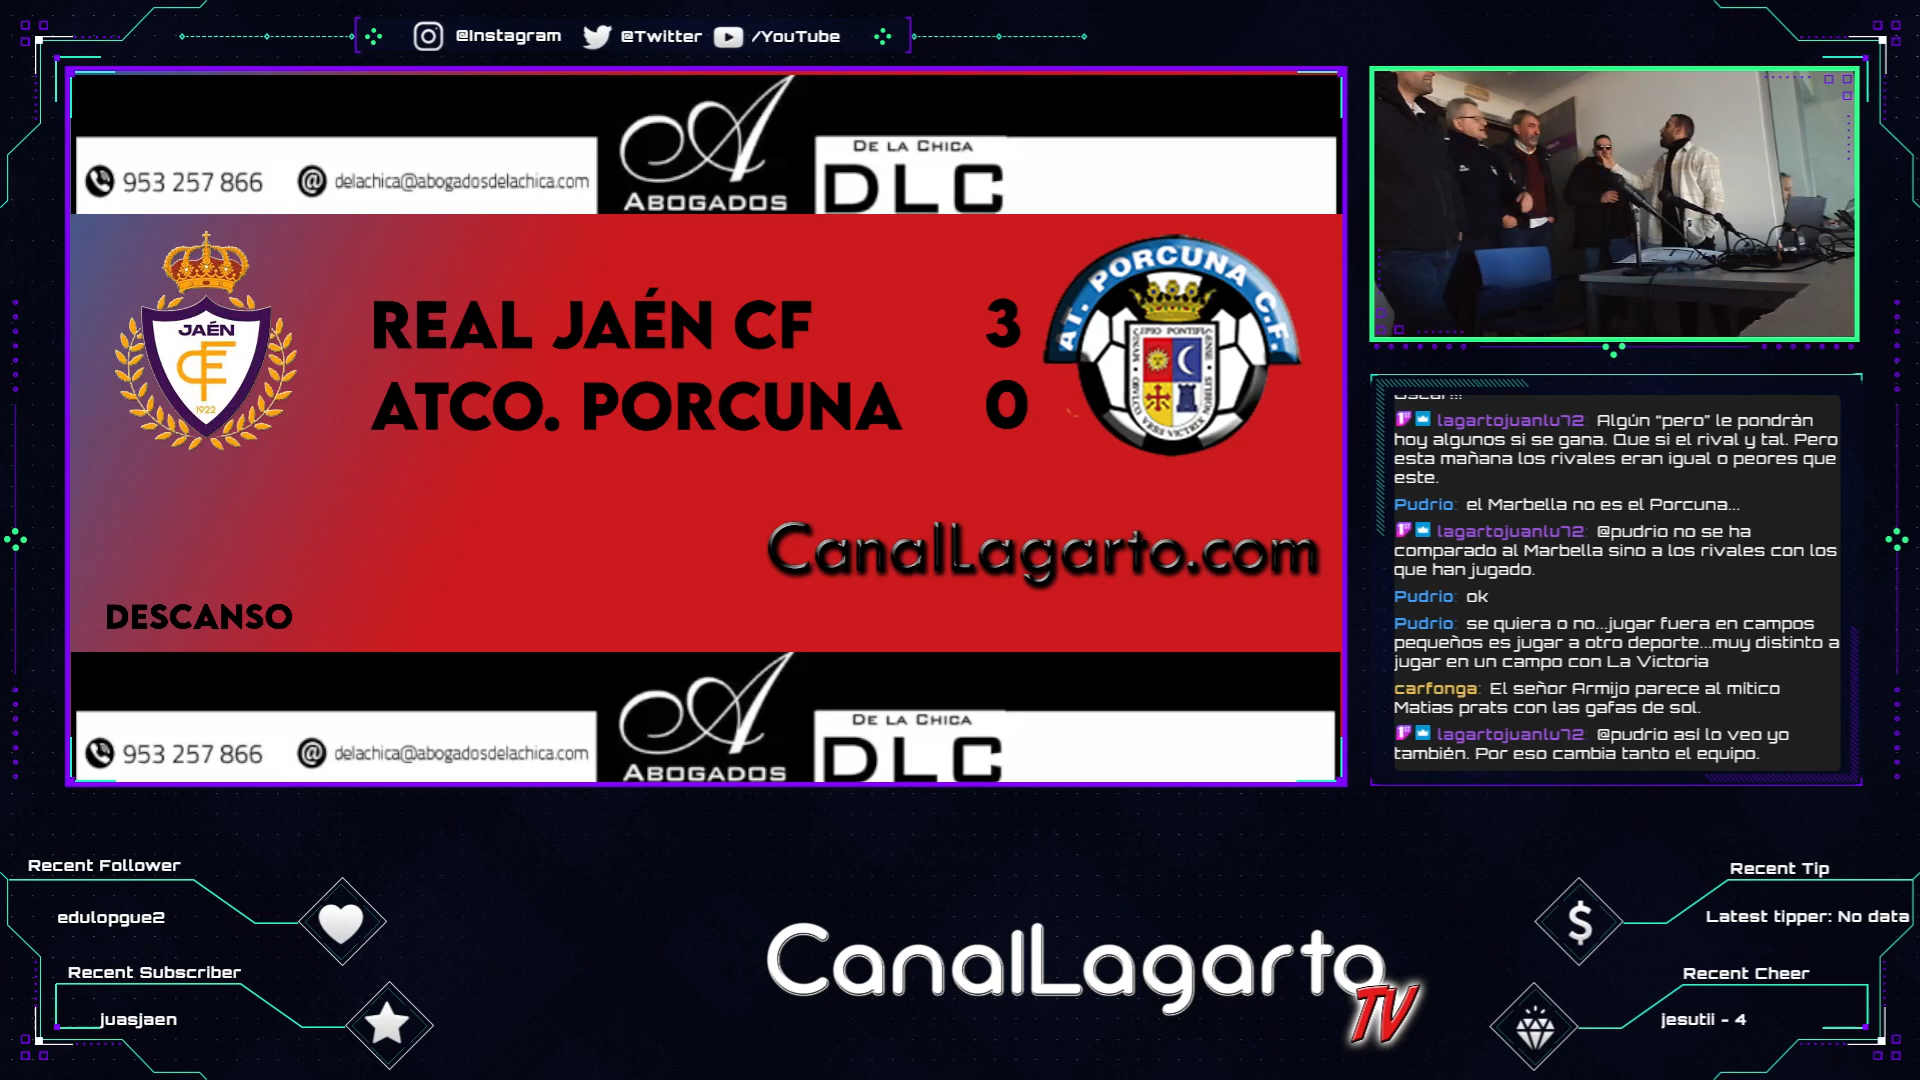 @Instagram @Twitter /YouTube
953 257 866 delachica@abogadosdelachica.com
A
ABOGADOS
DE LA CHICA
DLC
JAÉN
CF
1922
REAL JAÉN CF 3
ATCO. PORCUNA 0
AT. PORCUNA C.F.
CanalLagarto.com
DESCANSO
953 257 866 delachica@abogadosdelachica.com
A
ABOGADOS
DE LA CHICA
DLC
lagartojuanlu72: Algún “pero” le pondrán
hoy algunos si se gana. Que si el rival y tal. Pero
esta mañana los rivales eran igual o peores que
este.
Pudrio: el Marbella no es el Porcuna...
lagartojuanlu72: @pudrio no se ha
comparado al Marbella sino a los rivales con los
que han jugado.
Pudrio: ok
Pudrio: se quiera o no...jugar fuera en campos
pequeños es jugar a otro deporte...muy distinto a
jugar en un campo con La Victoria
carfonga: El señor Armijo parece al mítico
Matias prats con las gafas de sol.
lagartojuanlu72: @pudrio así lo veo yo
también. Por eso cambia tanto el equipo.
Recent Follower
edulopgue2
Recent Subscriber
juasjaen
CanalLagarto
TV
Recent Tip
Latest tipper: No data
Recent Cheer
jesutii - 4